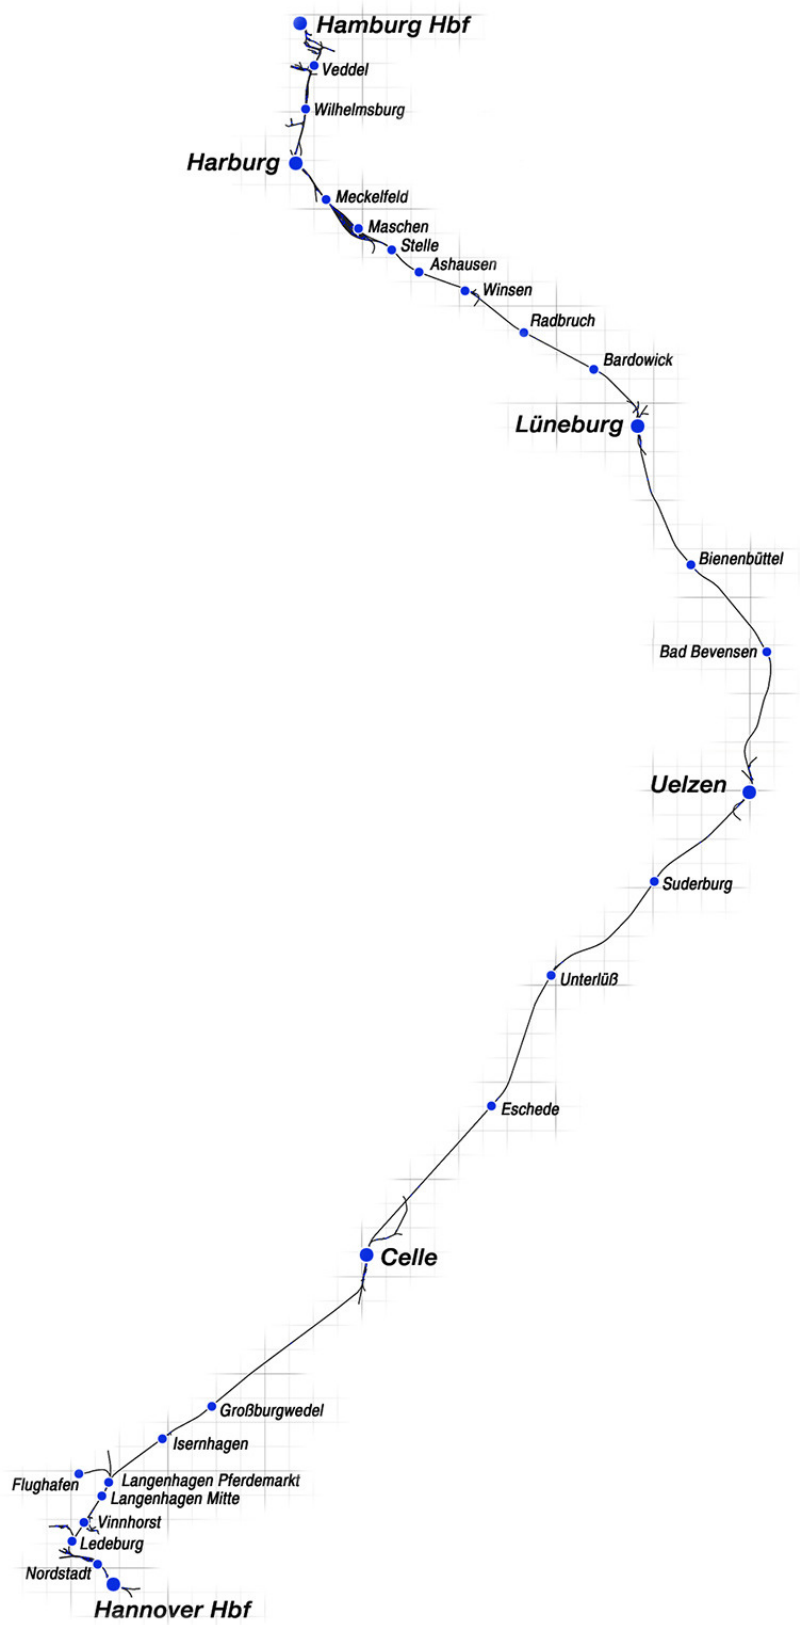 Hamburg Hbf
Veddel
Wilhelmsburg
Harburg
Meckelfeld
Maschen
Stelle
Ashausen
Winsen
Radbruch
Bardowick
Lüneburg
Bienenbüttel
Bad Bevensen
Uelzen
Suderburg
Unterlüß
Eschede
Celle
Großburgwedel
Isernhagen
Langenhagen Pferdemarkt
Flughafen
Langenhagen Mitte
Vinnhorst
Ledeburg
Nordstadt
Hannover Hbf